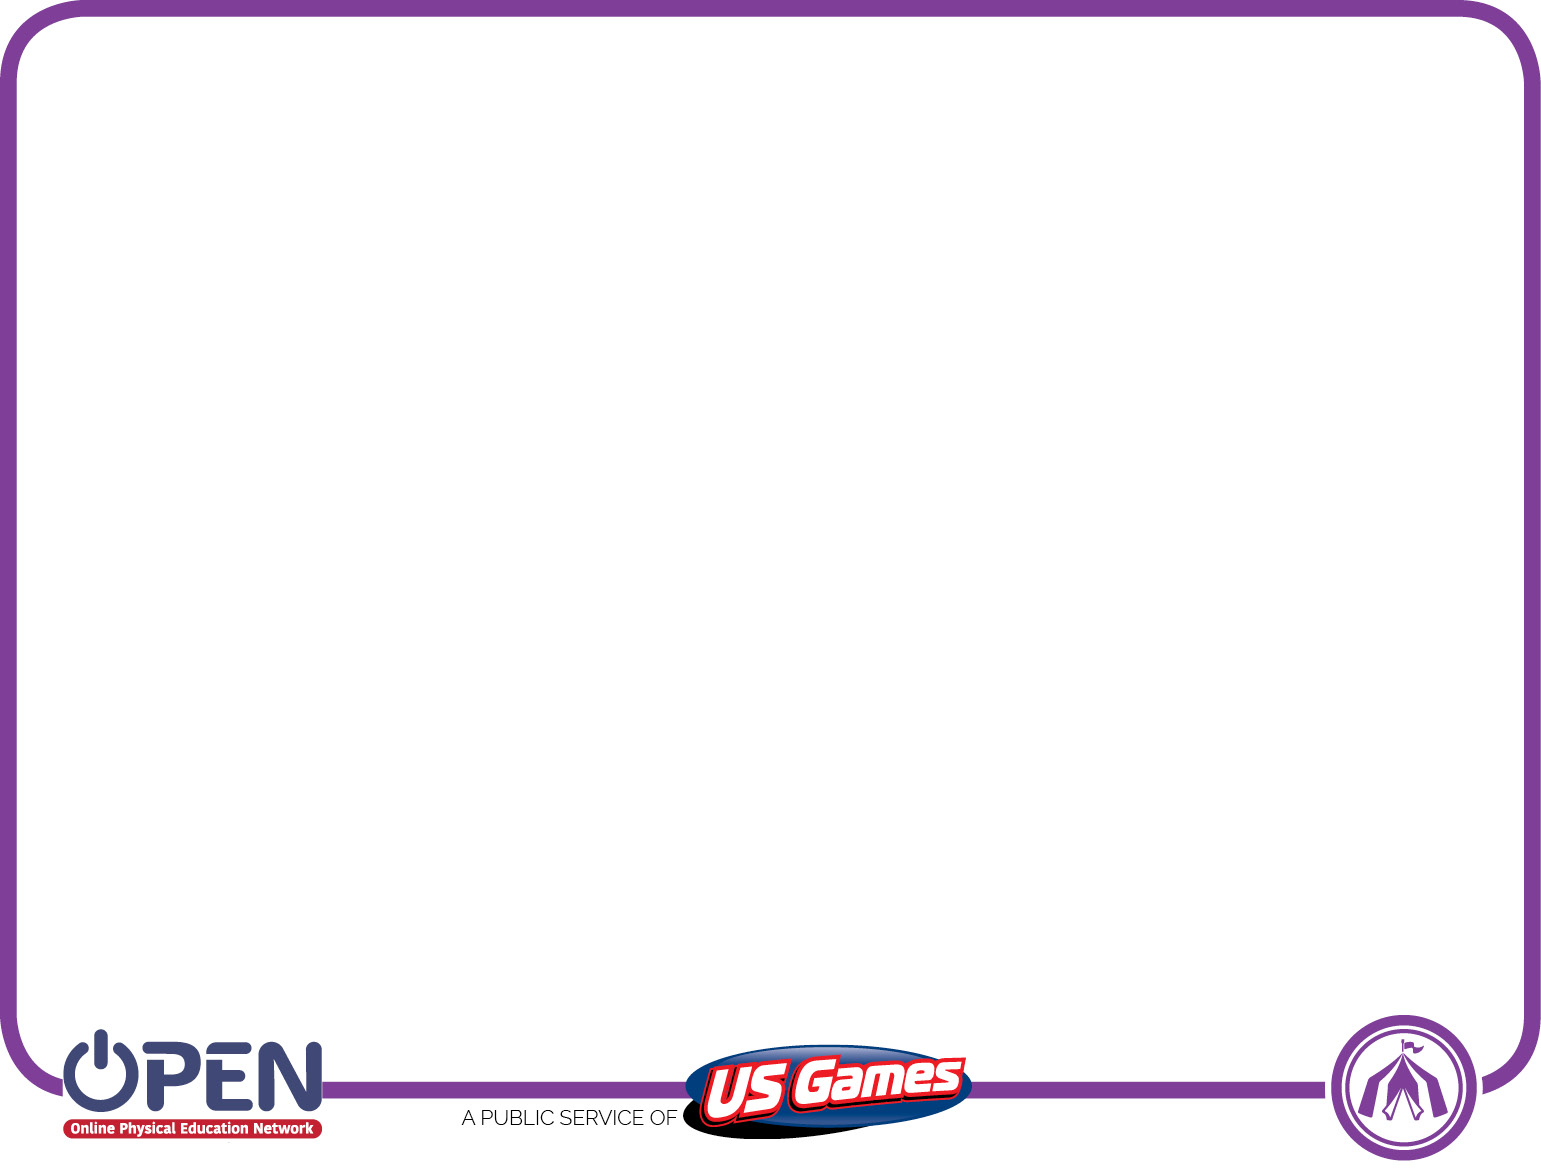 OPEN
Online Physical Education Network
A PUBLIC SERVICE OF
US Games